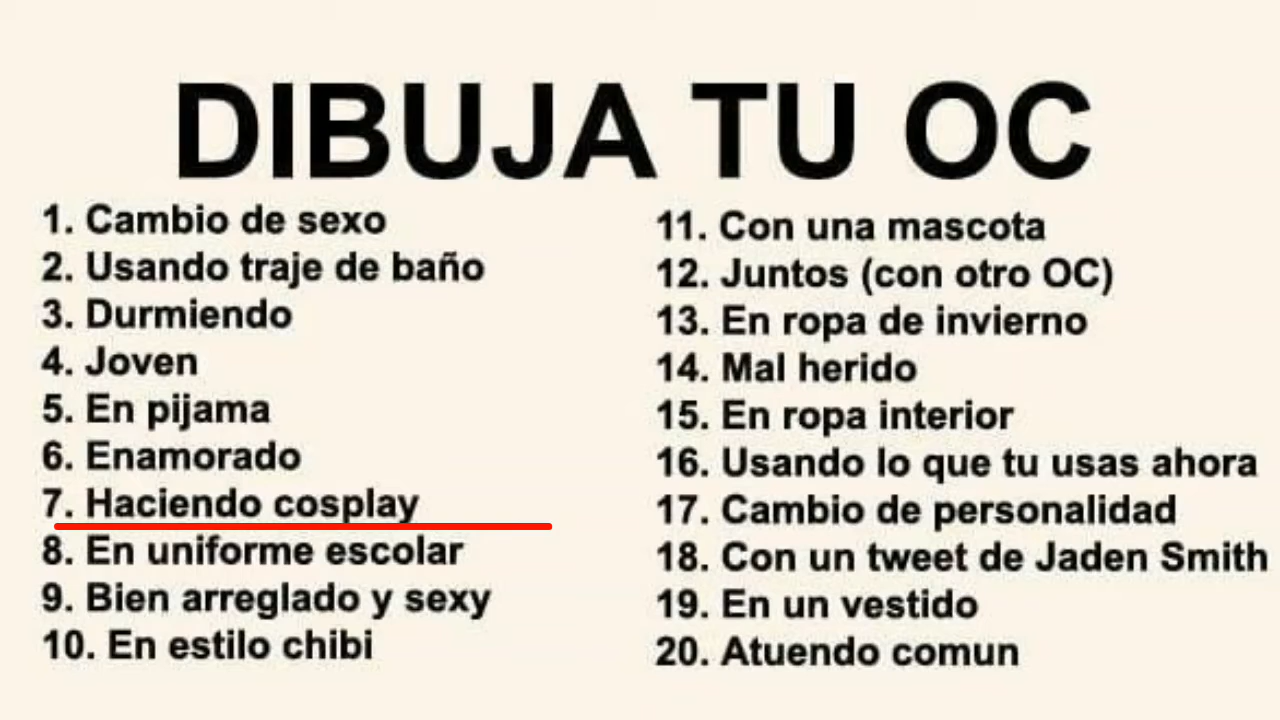 DIBUJA TU OC
1. Cambio de sexo
2. Usando traje de baño
3. Durmiendo
4. Joven
5. En pijama
6. Enamorado
7. Haciendo cosplay
8. En uniforme escolar
9. Bien arreglado y sexy
10. En estilo chibi
11. Con una mascota
12. Juntos (con otro OC)
13. En ropa de invierno
14. Mal herido
15. En ropa interior
16. Usando lo que tu usas ahora
17. Cambio de personalidad
18. Con un tweet de Jaden Smith
19. En un vestido
20. Atuendo comun